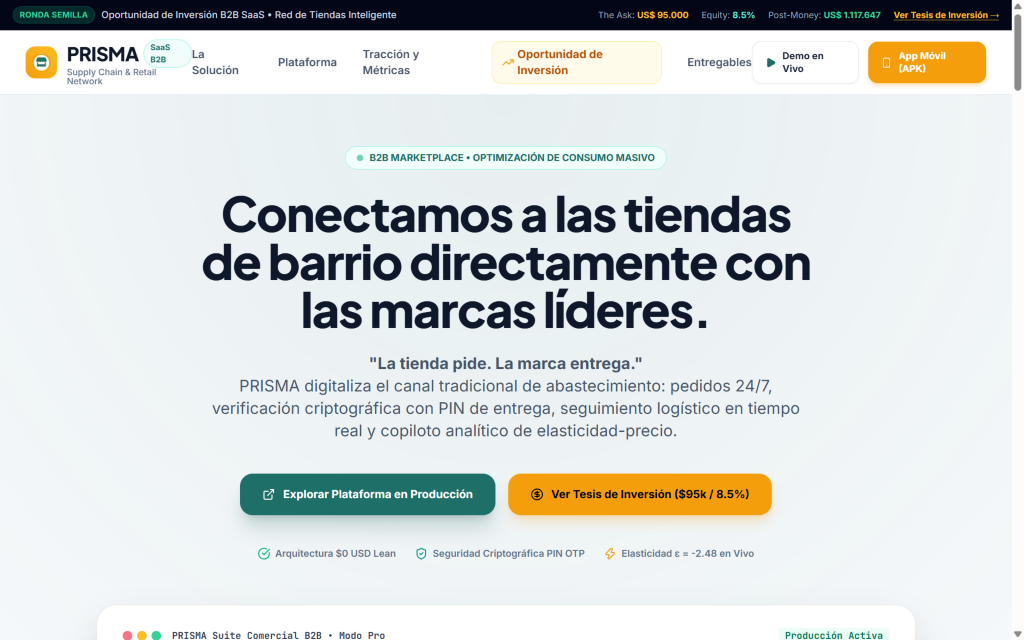 RONDA SEMILLA Oportunidad de Inversión B2B SaaS • Red de Tiendas Inteligente The Ask: US$ 95.000 Equity: 8.5% Post-Money: US$ 1.117.647 Ver Tesis de Inversión →
PRISMA
SaaS
B2B
Supply Chain & Retail
Network
La
Solución
Plataforma
Tracción y
Métricas
Oportunidad de
Inversión
Entregables
Demo en
Vivo
App Móvil
(APK)
B2B MARKETPLACE • OPTIMIZACIÓN DE CONSUMO MASIVO
Conectamos a las tiendas
de barrio directamente con
las marcas líderes.
"La tienda pide. La marca entrega."
PRISMA digitaliza el canal tradicional de abastecimiento: pedidos 24/7,
verificación criptográfica con PIN de entrega, seguimiento logístico en tiempo
real y copiloto analítico de elasticidad-precio.
Explorar Plataforma en Producción
Ver Tesis de Inversión ($95k / 8.5%)
Arquitectura $0 USD Lean Seguridad Criptográfica PIN OTP Elasticidad ε = -2.48 en Vivo
PRISMA Suite Comercial B2B • Modo Pro Producción Activa